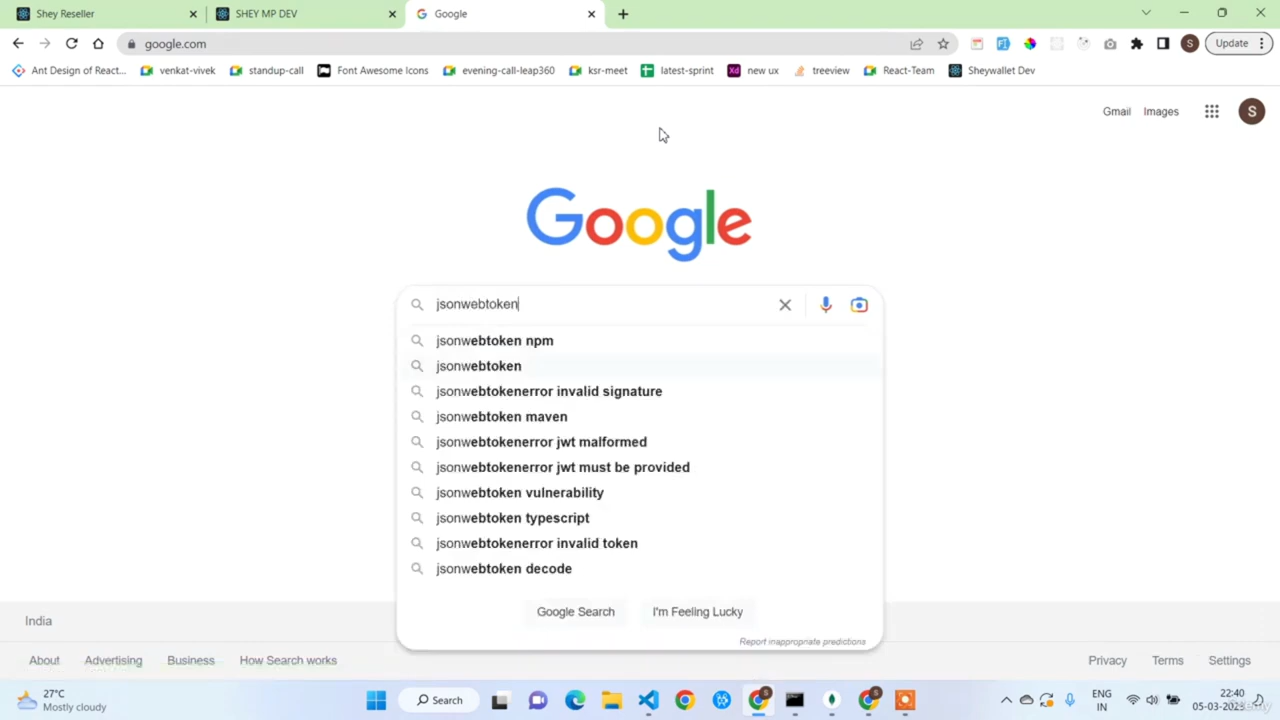 Shey Reseller
SHEY MP DEV
Google
google.com
Update
Ant Design of React...
venkat-vivek
standup-call
Font Awesome Icons
evening-call-leap360
ksr-meet
latest-sprint
Xd new ux
treeview
React-Team
Sheywallet Dev
Gmail
Images
S
Google
jsonwebtoken
jsonwebtoken npm
jsonwebtoken
jsonwebtokenerror invalid signature
jsonwebtoken maven
jsonwebtokenerror jwt malformed
jsonwebtokenerror jwt must be provided
jsonwebtoken vulnerability
jsonwebtoken typescript
jsonwebtokenerror invalid token
jsonwebtoken decode
Google Search
I'm Feeling Lucky
Report inappropriate predictions
India
About
Advertising
Business
How Search works
Privacy
Terms
Settings
27°C
Mostly cloudy
Search
ENG
IN
22:40